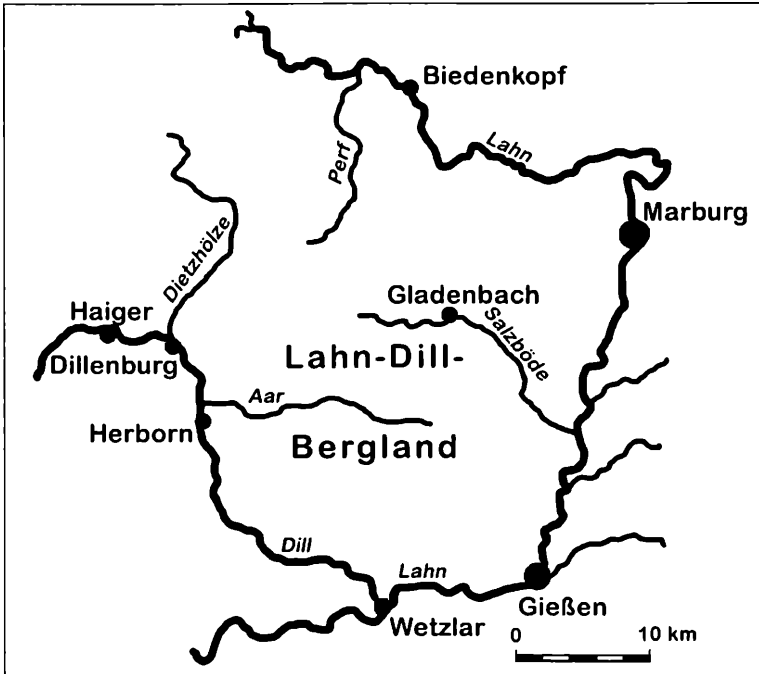 Biedenkopf
Lahn
Perf
Marburg
Dietzhölze
Gladenbach
Haiger
Salzböde
Lahn-Dill-
Dillenburg
Aar
Herborn
Bergland
Dill
Lahn
Gießen
Wetzlar
0 10 km